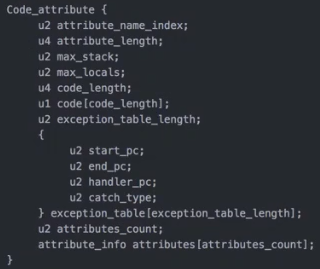 Code_attribute {
u2 attribute_name_index;
u4 attribute_length;
u2 max_stack;
u2 max_locals;
u4 code_length;
u1 code[code_length];
u2 exception_table_length;
{
u2 start_pc;
u2 end_pc;
u2 handler_pc;
u2 catch_type;
} exception_table[exception_table_length];
u2 attributes_count;
attribute_info attributes[attributes_count];
}